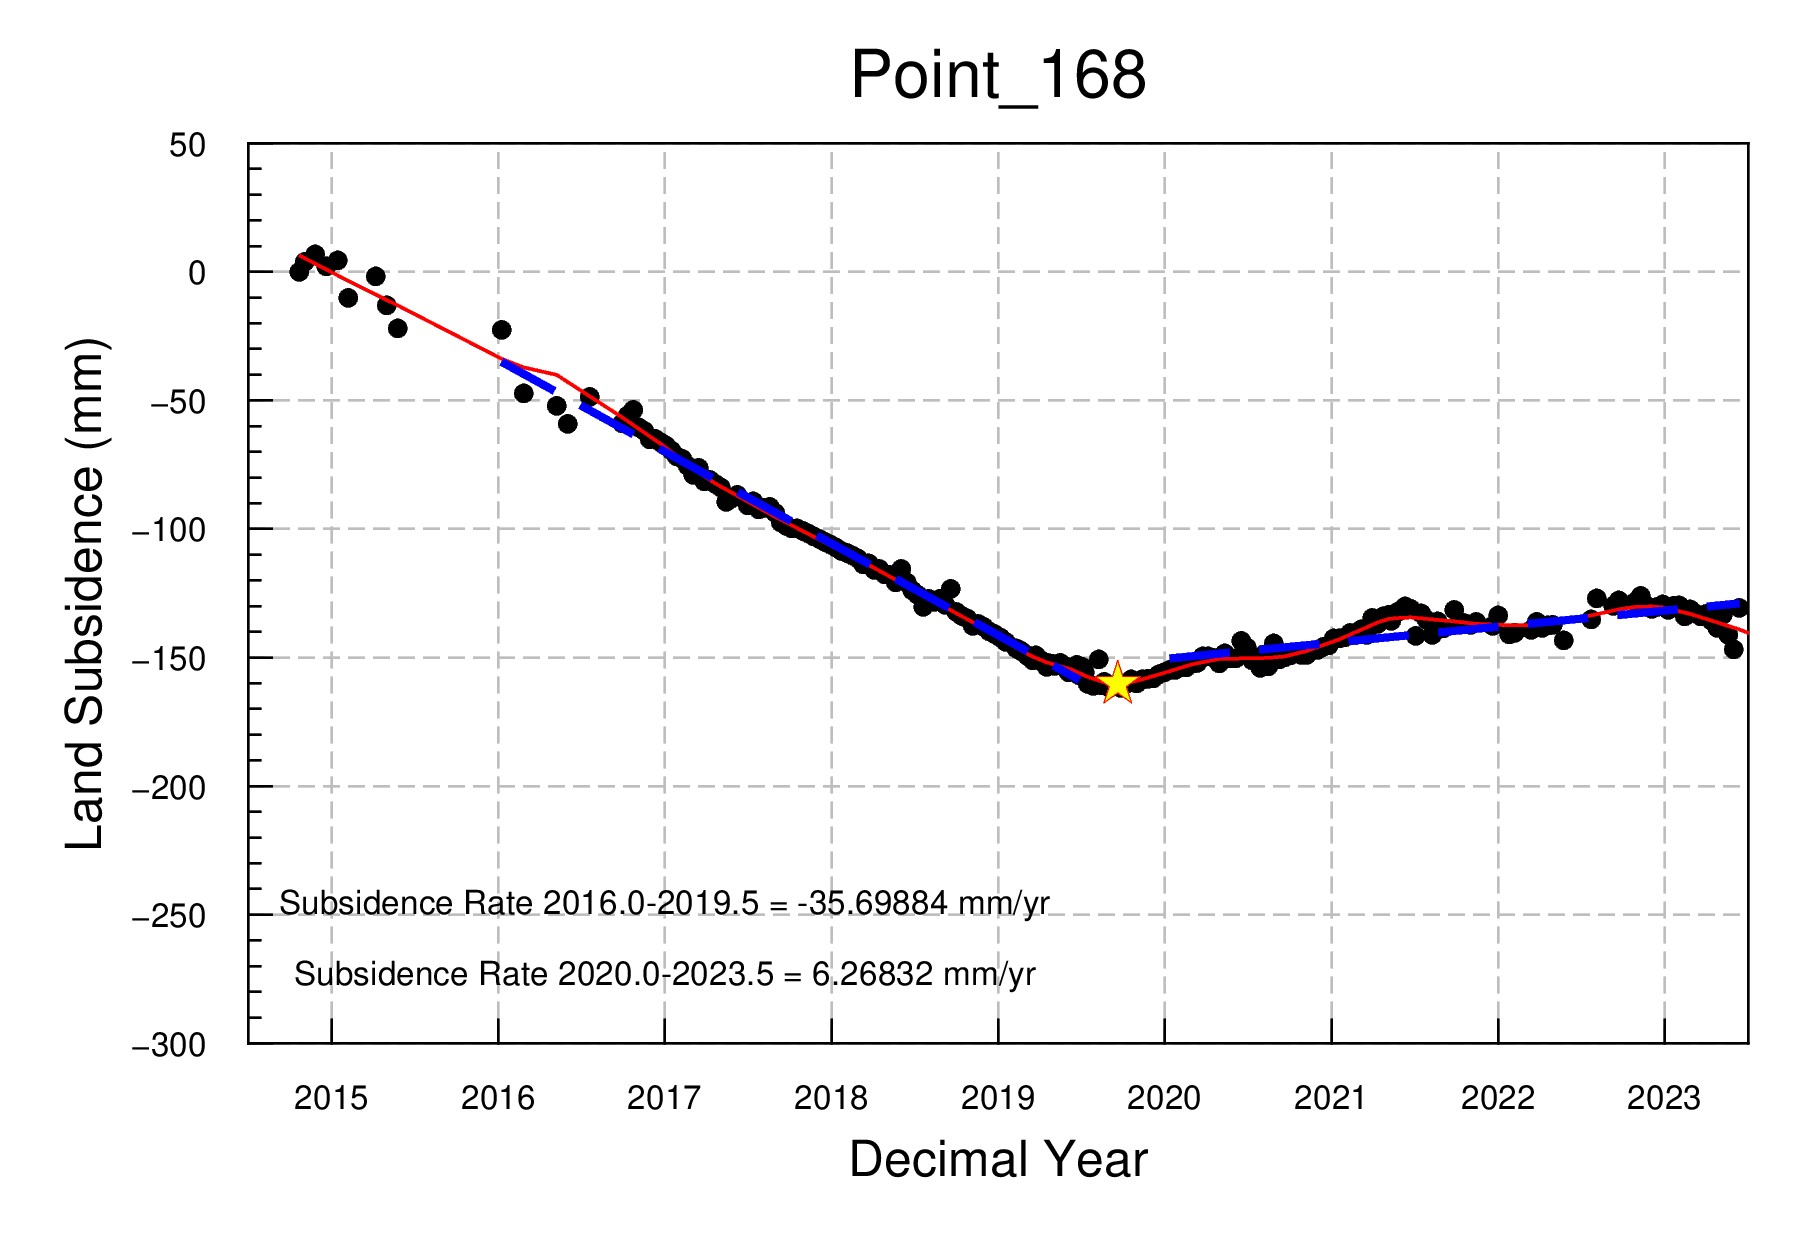 Point_168
50
0
−50
−100
−150
−200
−250
−300
Land Subsidence (mm)
Subsidence Rate 2016.0-2019.5 = -35.69884 mm/yr
Subsidence Rate 2020.0-2023.5 = 6.26832 mm/yr
2015 2016 2017 2018 2019 2020 2021 2022 2023
Decimal Year